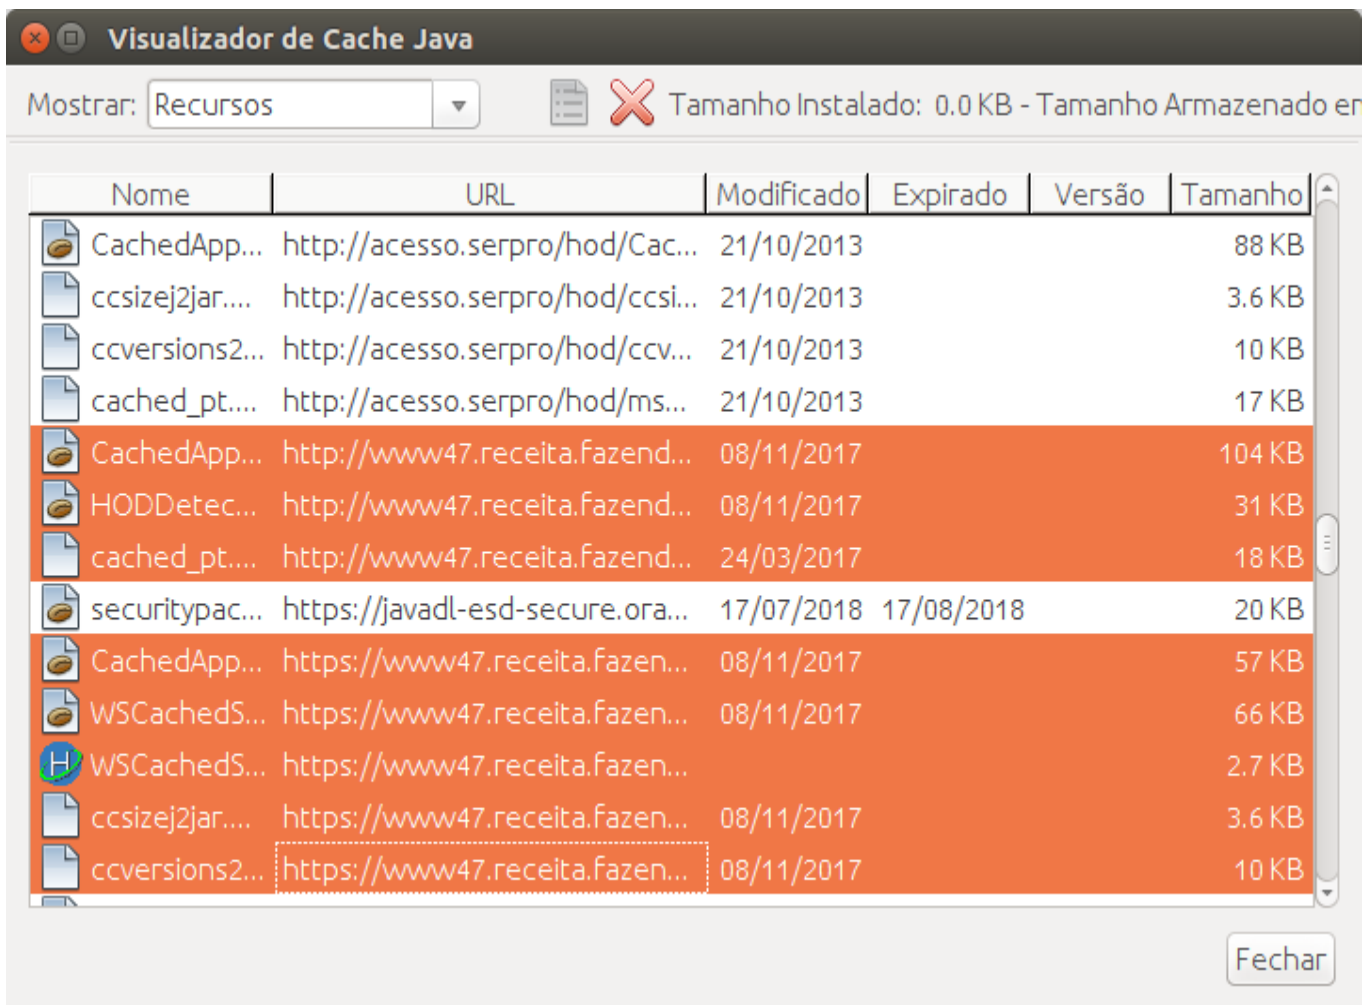 Visualizador de Cache Java
Mostrar: Recursos Tamanho Instalado: 0.0 KB - Tamanho Armazenado em
Nome URL Modificado Expirado Versão Tamanho
CachedApp... http://acesso.serpro/hod/Cac... 21/10/2013 88 KB
ccsizej2jar.... http://acesso.serpro/hod/ccsi... 21/10/2013 3.6 KB
ccversions2... http://acesso.serpro/hod/ccv... 21/10/2013 10 KB
cached_pt.... http://acesso.serpro/hod/ms... 21/10/2013 17 KB
CachedApp... http://www47.receita.fazend... 08/11/2017 104 KB
HODDetec... http://www47.receita.fazend... 08/11/2017 31 KB
cached_pt.... http://www47.receita.fazend... 24/03/2017 18 KB
securitypac... https://javadl-esd-secure.ora... 17/07/2018 17/08/2018 20 KB
CachedApp... https://www47.receita.fazen... 08/11/2017 57 KB
WSCachedS... https://www47.receita.fazen... 08/11/2017 66 KB
WSCachedS... https://www47.receita.fazen... 2.7 KB
ccsizej2jar.... https://www47.receita.fazen... 08/11/2017 3.6 KB
ccversions2... https://www47.receita.fazen... 08/11/2017 10 KB
Fechar